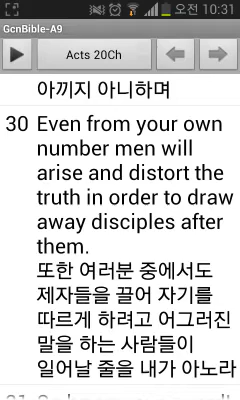 오전 10:31
GcnBible-A9
Acts 20Ch
아끼지 아니하며
30 Even from your own
number men will
arise and distort the
truth in order to draw
away disciples after
them.
또한 여러분 중에서도
제자들을 끌어 자기를
따르게 하려고 어그러진
말을 하는 사람들이
일어날 줄을 내가 아노라